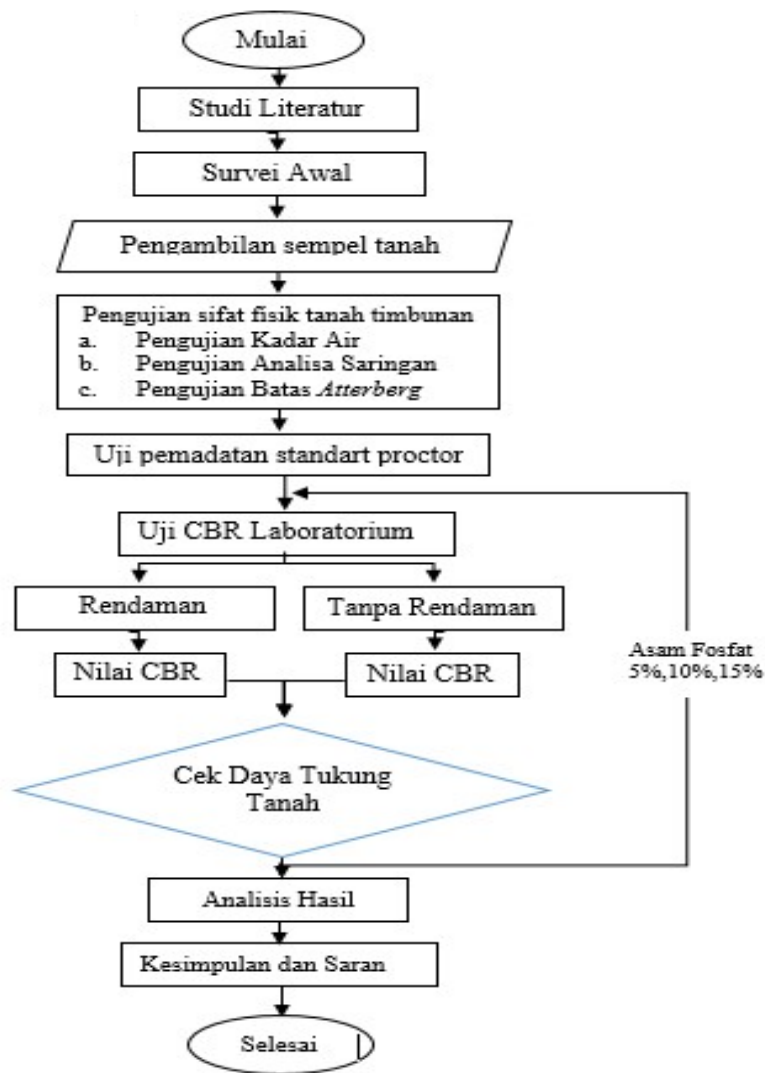 Mulai
Studi Literatur
Survei Awal
Pengambilan sempel tanah
Pengujian sifat fisik tanah timbunan
a. Pengujian Kadar Air
b. Pengujian Analisa Saringan
c. Pengujian Batas Atterberg
Uji pemadatan standart proctor
Uji CBR Laboratorium
Rendaman
Tanpa Rendaman
Nilai CBR
Nilai CBR
Asam Fosfat
5%,10%,15%
Cek Daya Tukung
Tanah
Analisis Hasil
Kesimpulan dan Saran
Selesai